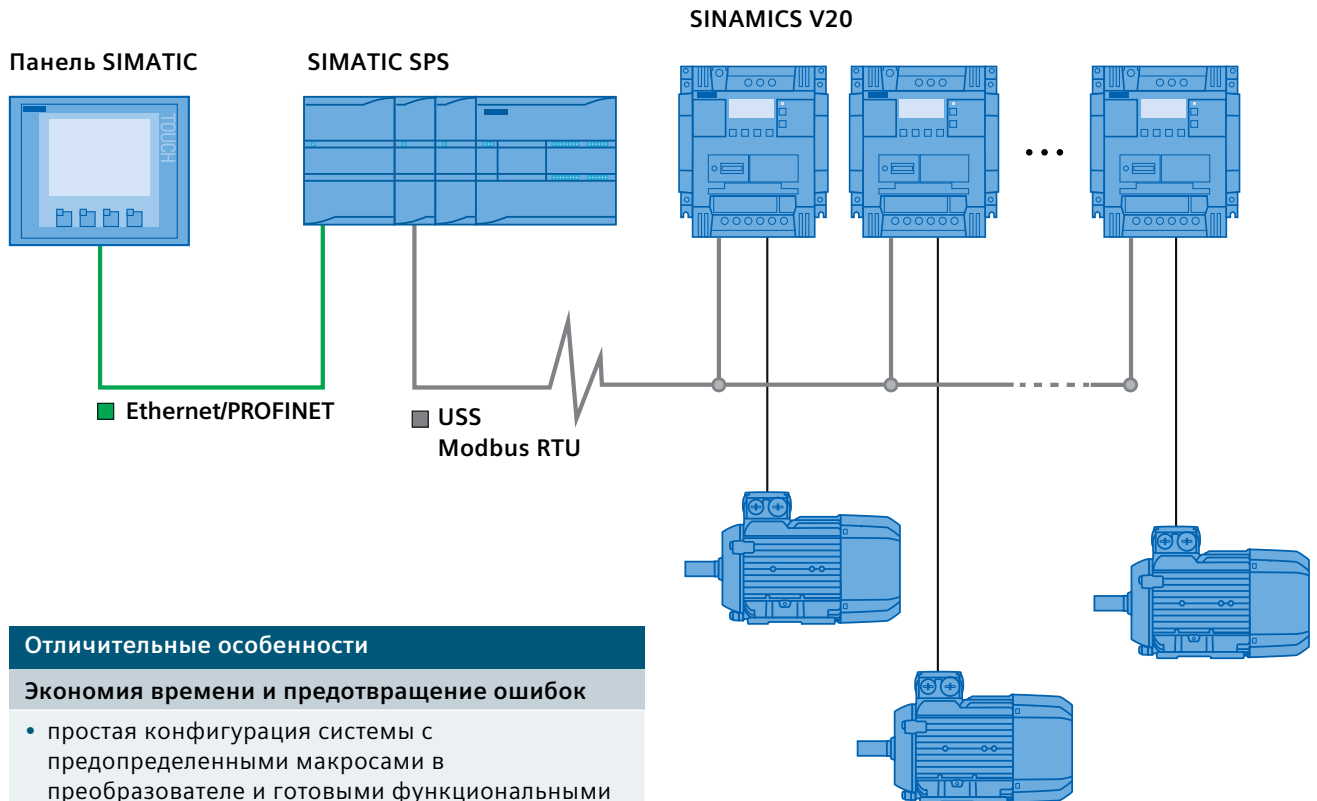 SINAMICS V20
Панель SIMATIC
SIMATIC SPS
TOUCH
Ethernet/PROFINET
USS
Modbus RTU
Отличительные особенности
Экономия времени и предотвращение ошибок
• простая конфигурация системы с
предопределенными макросами в
преобразователе и готовыми функциональными